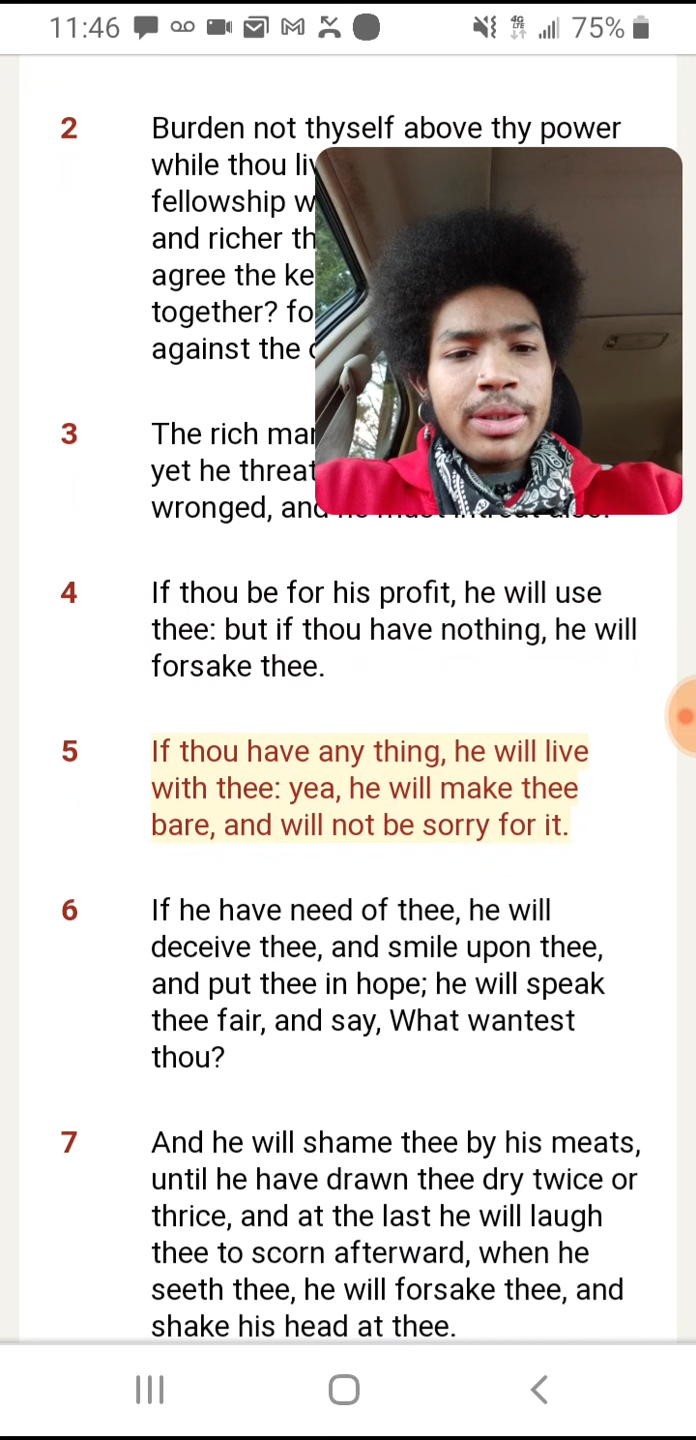 11:46 4G LTE 75%
2 Burden not thyself above thy power
while thou
fellowship
and richer
agree the
together?
against the
3 The rich
yet he
wronged, and
4 If thou be for his profit, he will use
thee: but if thou have nothing, he will
forsake thee.
5 If thou have any thing, he will live
with thee: yea, he will make thee
bare, and will not be sorry for it.
6 If he have need of thee, he will
deceive thee, and smile upon thee,
and put thee in hope; he will speak
thee fair, and say, What wantest
thou?
7 And he will shame thee by his meats,
until he have drawn thee dry twice or
thrice, and at the last he will laugh
thee to scorn afterward, when he
seeth thee, he will forsake thee, and
shake his head at thee.